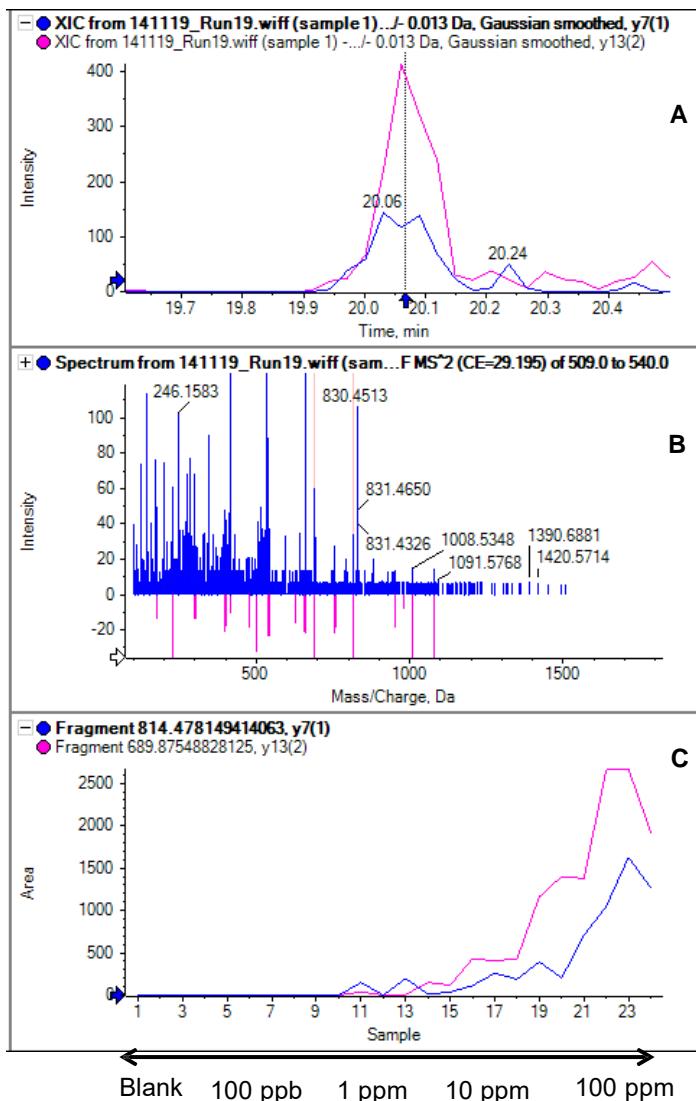 XIC from 141119_Run19.wiff (sample 1).../- 0.013 Da, Gaussian smoothed, y7(1)
XIC from 141119_Run19.wiff (sample 1) -.../- 0.013 Da, Gaussian smoothed, y13(2)
A
400
300
200
100
0
Intensity
20.06
20.24
19.7 19.8 19.9 20.0 20.1 20.2 20.3 20.4
Time, min
Spectrum from 141119_Run19.wiff (sam...F MS^2 (CE=29.195) of 509.0 to 540.0
B
100
80
60
40
20
0
-20
Intensity
246.1583
830.4513
831.4650
831.4326
1008.5348
1091.5768
1390.6881
1420.5714
500 1000 1500
Mass/Charge, Da
Fragment 814.478149414063, y7(1)
Fragment 689.87548828125, y13(2)
C
2500
2000
1500
1000
500
0
Area
1 3 5 7 9 11 13 15 17 19 21 23
Sample
Blank 100 ppb 1 ppm 10 ppm 100 ppm